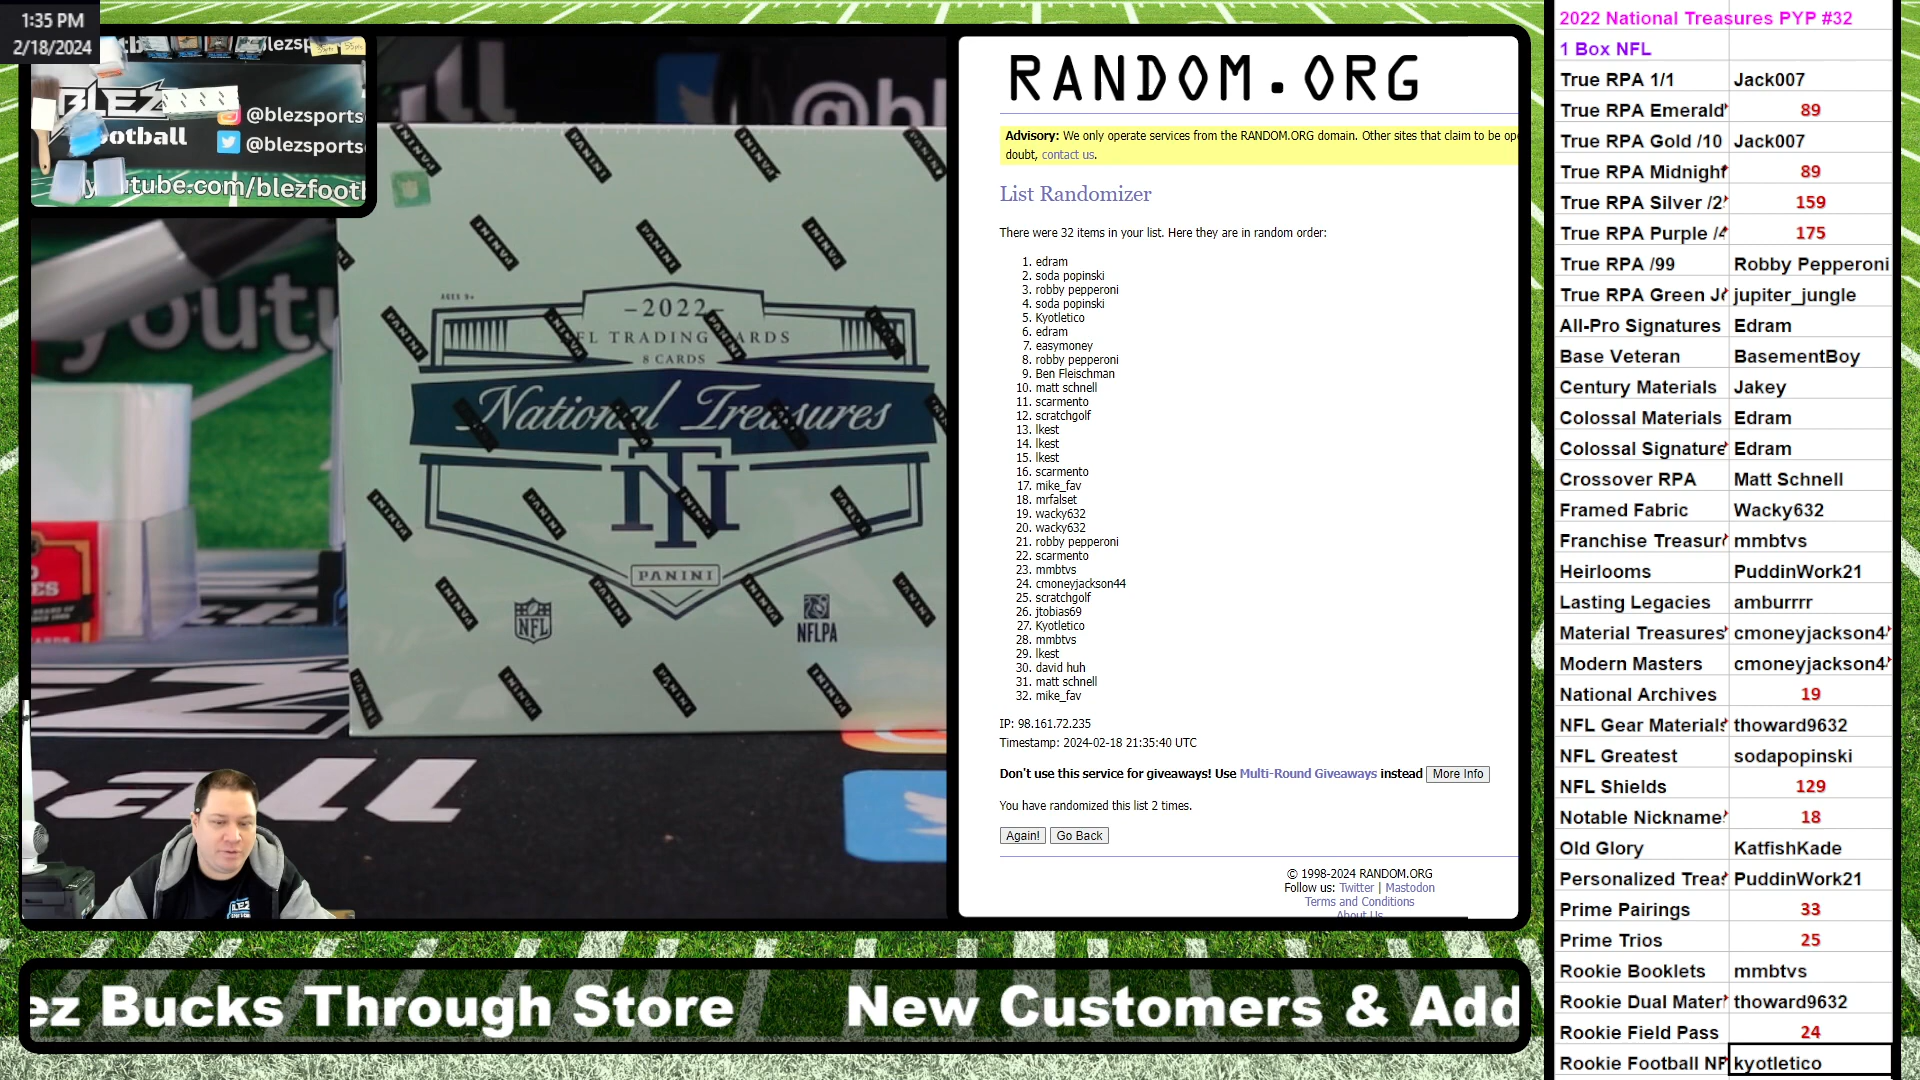 1:35 PM
2/18/2024
BLEZ
football
@blezsports
@blezsports
youtube.com/blezfootb
@bl
AGES 9+
-2022-
NFL TRADING CARDS
8 CARDS
National Treasures
NT
PANINI
NFL
NFLPA
RANDOM.ORG
Advisory: We only operate services from the RANDOM.ORG domain. Other sites that claim to be
doubt, contact us.
List Randomizer
There were 32 items in your list. Here they are in random order:
1. edram
2. soda popinski
3. robby pepperoni
4. soda popinski
5. Kyotletico
6. edram
7. easymoney
8. robby pepperoni
9. Ben Fleischman
10. matt schnell
11. scarmento
12. scratchgolf
13. lkest
14. lkest
15. lkest
16. scarmento
17. mike_fav
18. mrfalset
19. wacky632
20. wacky632
21. robby pepperoni
22. scarmento
23. mmbtvs
24. cmoneyjackson44
25. scratchgolf
26. jtobias69
27. Kyotletico
28. mmbtvs
29. lkest
30. david huh
31. matt schnell
32. mike_fav
IP: 98.161.72.235
Timestamp: 2024-02-18 21:35:40 UTC
Don't use this service for giveaways! Use Multi-Round Giveaways instead More Info
You have randomized this list 2 times.
Again! Go Back
© 1998-2024 RANDOM.ORG
Follow us: Twitter | Mastodon
Terms and Conditions
About Us
2022 National Treasures PYP #32
1 Box NFL
True RPA 1/1 Jack007
True RPA Emerald 89
True RPA Gold /10 Jack007
True RPA Midnight 89
True RPA Silver /2 159
True RPA Purple /4 175
True RPA /99 Robby Pepperoni
True RPA Green J jupiter_jungle
All-Pro Signatures Edram
Base Veteran BasementBoy
Century Materials Jakey
Colossal Materials Edram
Colossal Signature Edram
Crossover RPA Matt Schnell
Framed Fabric Wacky632
Franchise Treasur mmbtvs
Heirlooms PuddinWork21
Lasting Legacies amburrrr
Material Treasures cmoneyjackson4
Modern Masters cmoneyjackson4
National Archives 19
NFL Gear Materials thoward9632
NFL Greatest sodapopinski
NFL Shields 129
Notable Nickname 18
Old Glory KatfishKade
Personalized Trea PuddinWork21
Prime Pairings 33
Prime Trios 25
Rookie Booklets mmbtvs
Rookie Dual Mater thoward9632
Rookie Field Pass 24
Rookie Football NF kyotletico
ez Bucks Through Store New Customers & Add